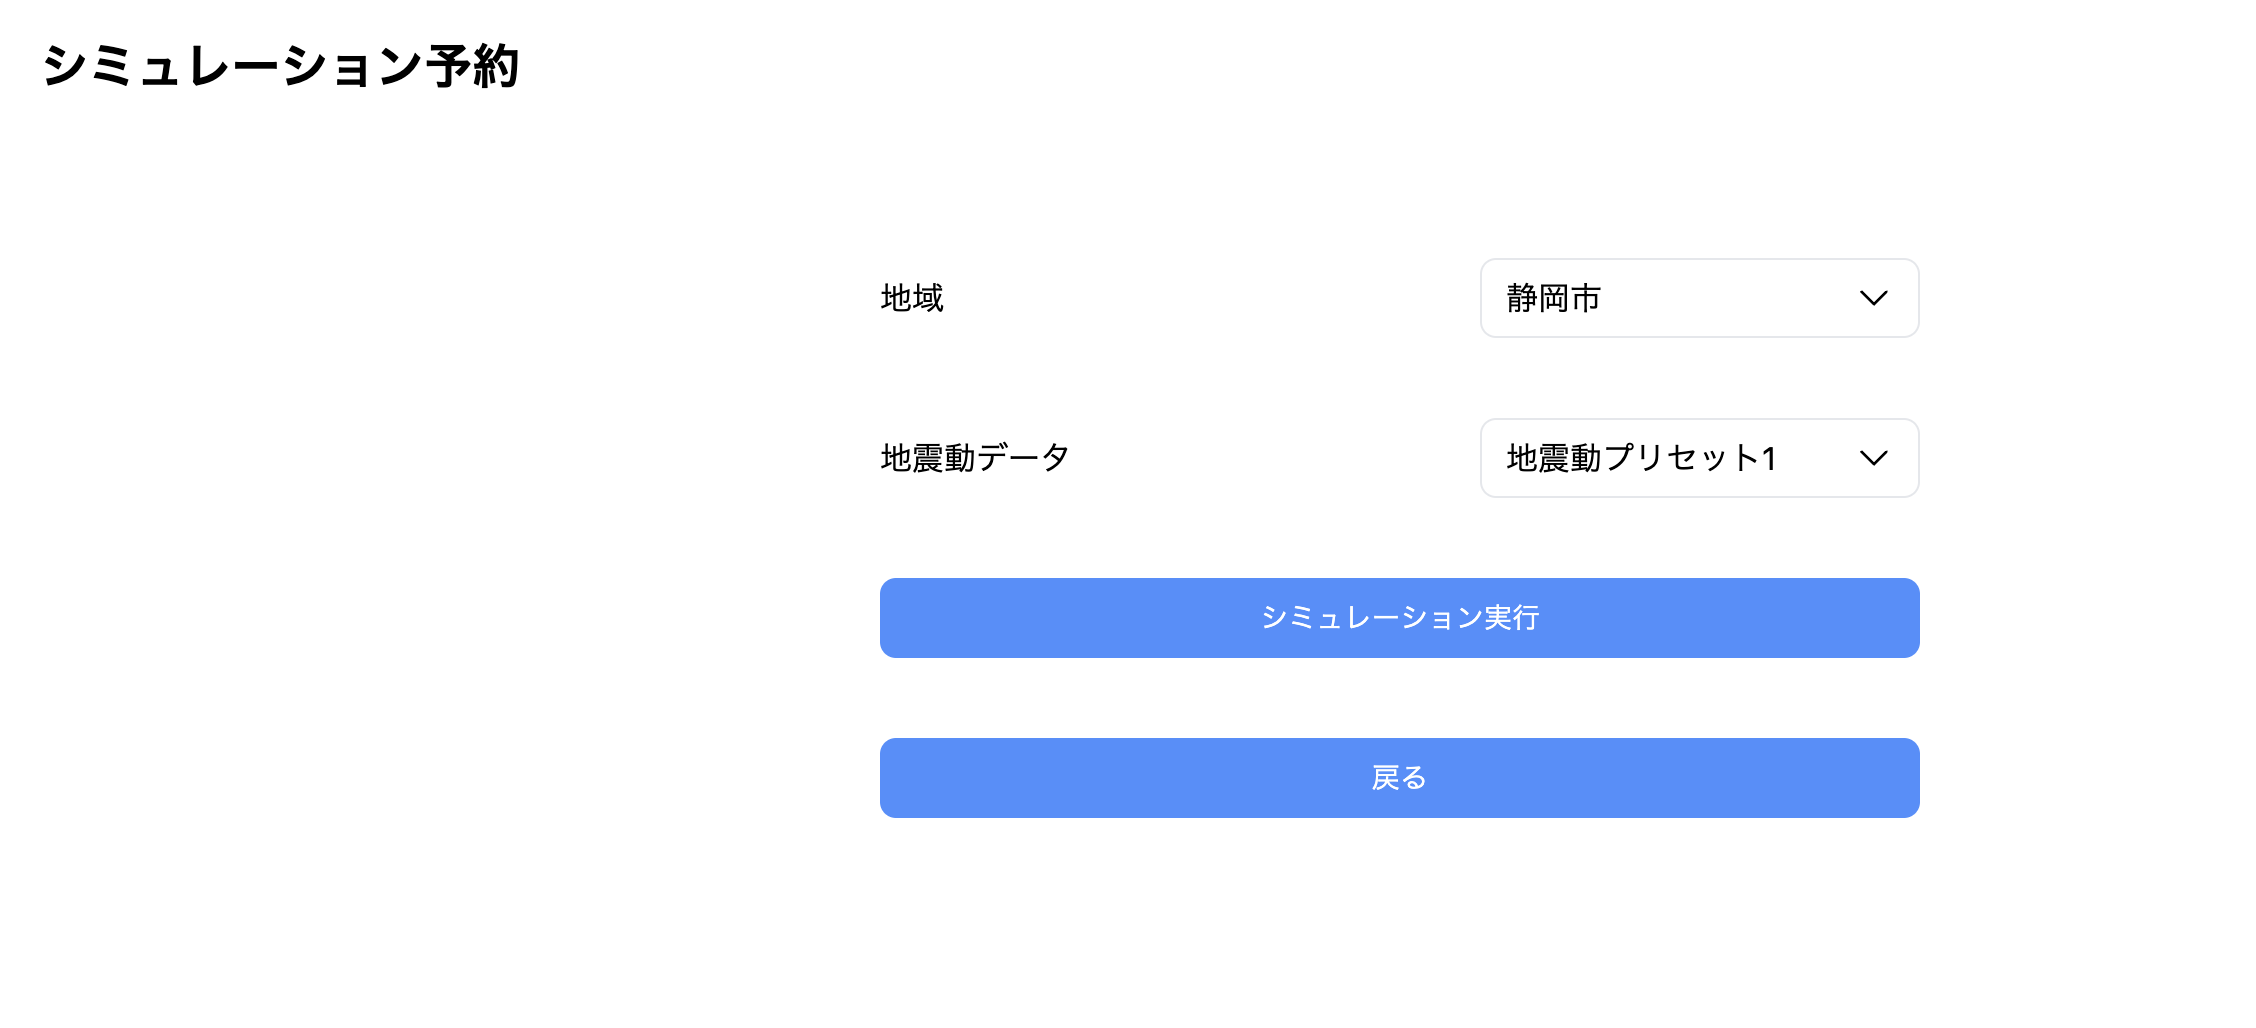 シミュレーション予約
地域
静岡市
地震動データ
地震動プリセット1
シミュレーション実行
戻る